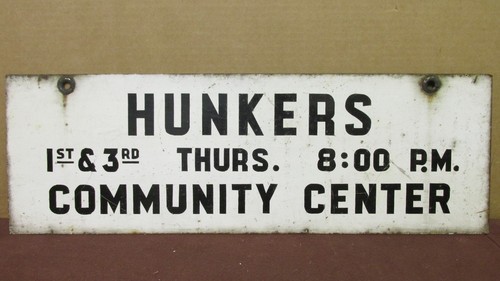 HUNKERS
1ST & 3RD THURS. 8:00 P.M.
COMMUNITY CENTER